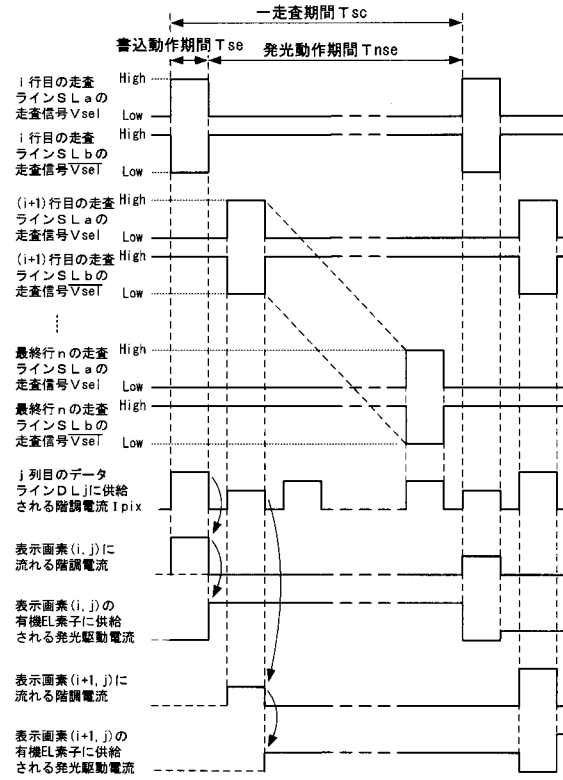 一走査期間Tsc
書込動作期間Tse
発光動作期間Tnse
i行目の走査
ラインSLaの
走査信号Vsel
High
Low
i行目の走査
ラインSLbの
走査信号V̅s̅e̅l̅
High
Low
(i+1)行目の走査
ラインSLaの
走査信号Vsel
High
Low
(i+1)行目の走査
ラインSLbの
走査信号V̅s̅e̅l̅
High
Low
⋮
最終行nの走査
ラインSLaの
走査信号Vsel
High
Low
最終行nの走査
ラインSLbの
走査信号V̅s̅e̅l̅
High
Low
j列目のデータ
ラインDLjに供給
される階調電流Ipix
表示画素(i,j)に
流れる階調電流
表示画素(i,j)の
有機EL素子に供給
される発光駆動電流
表示画素(i+1,j)に
流れる階調電流
表示画素(i+1,j)の
有機EL素子に供給
される発光駆動電流